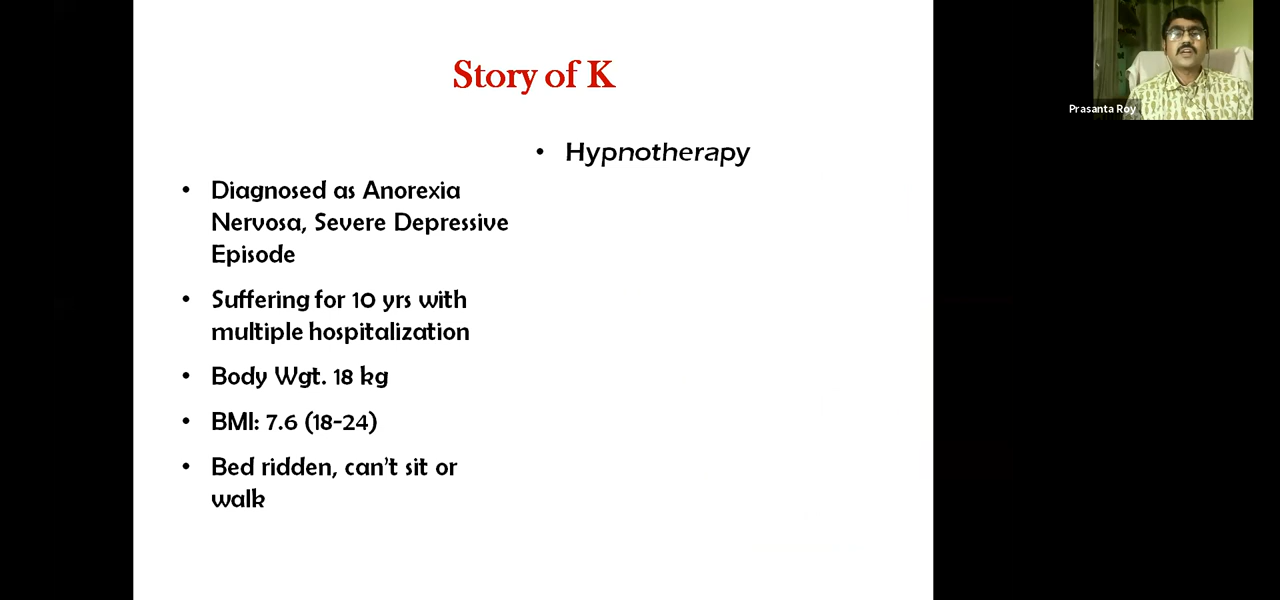 Story of K
• Hypnotherapy
• Diagnosed as Anorexia
Nervosa, Severe Depressive
Episode
• Suffering for 10 yrs with
multiple hospitalization
• Body Wgt. 18 kg
• BMI: 7.6 (18-24)
• Bed ridden, can't sit or
walk
Prasanta Roy